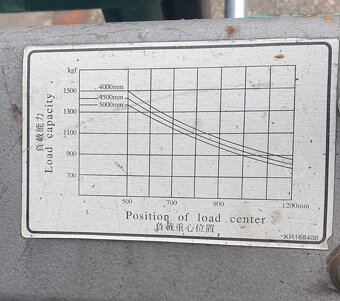 kgf
1500
1300
1100
900
700
4000mm
4500mm
5000mm
負載能力
Load capacity
500
700
900
1200mm
Position of load center
負載重心位置
KR168408